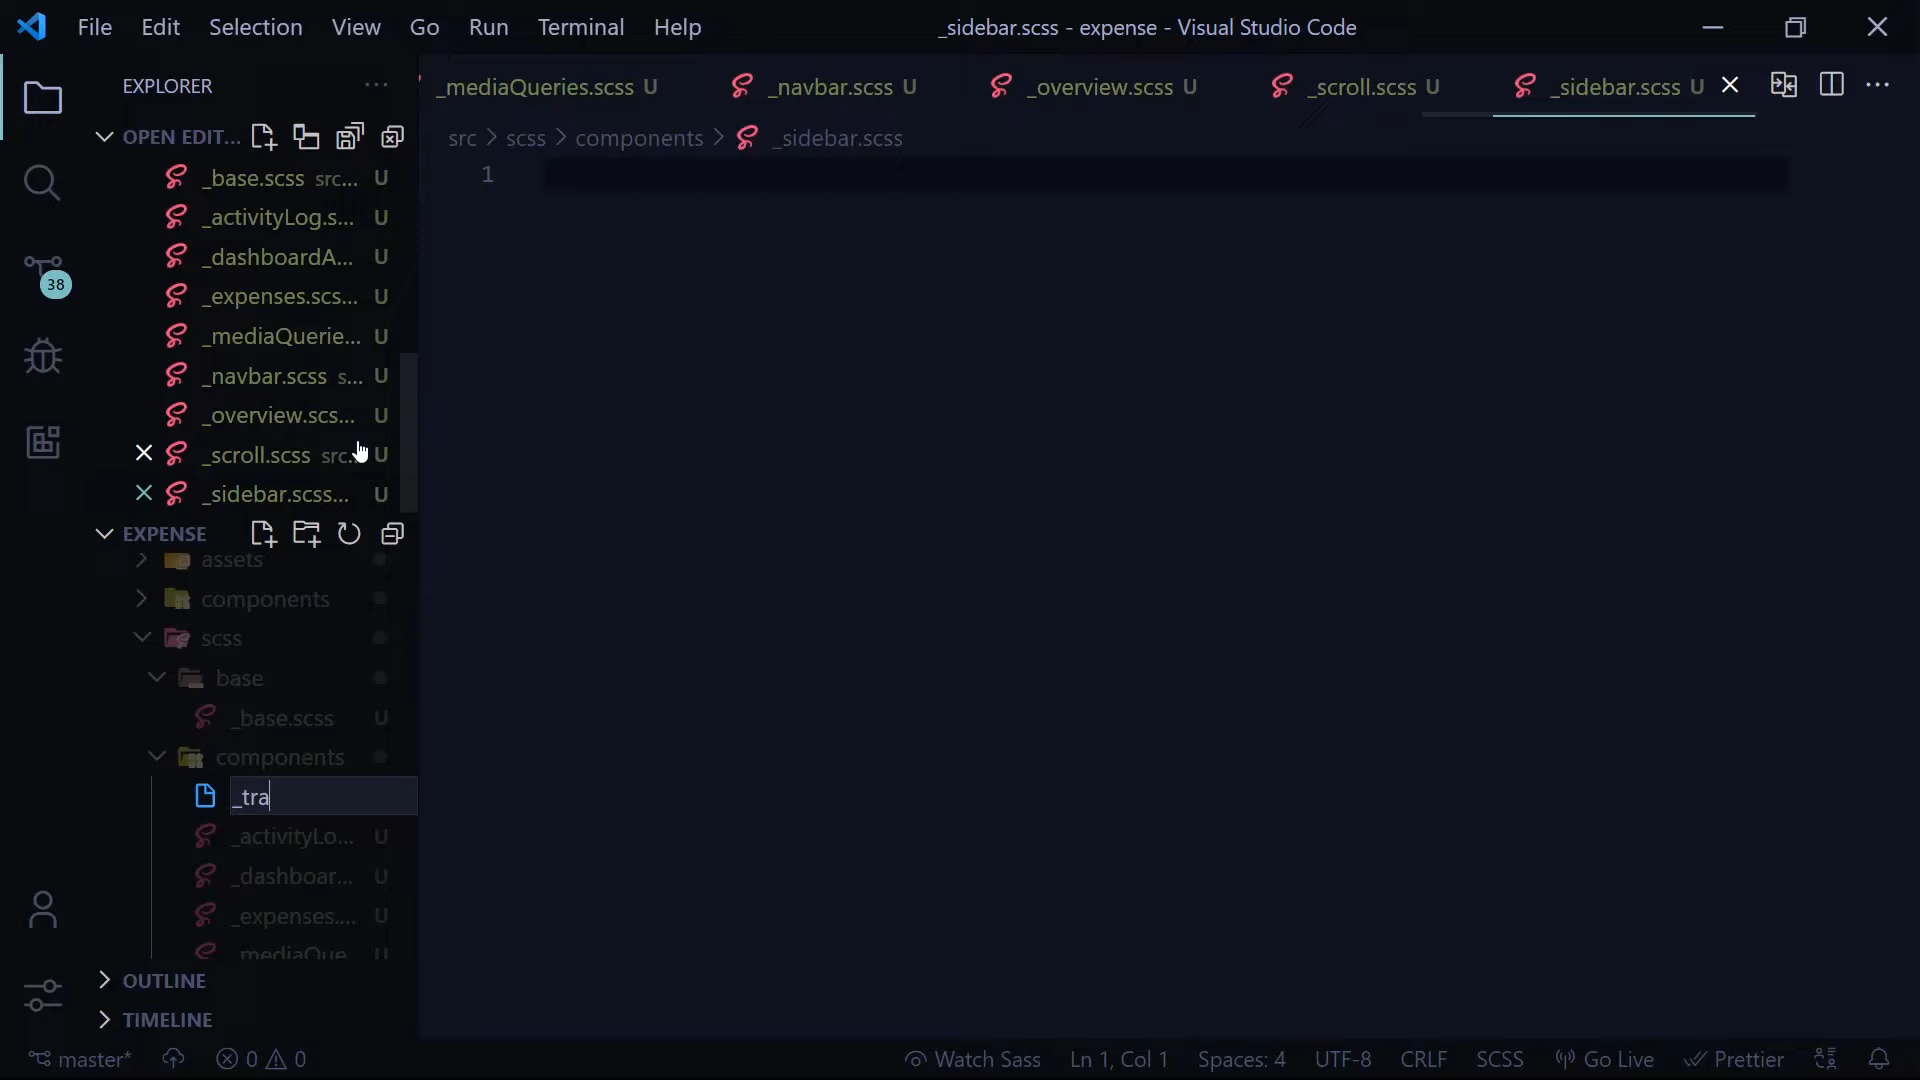 File Edit Selection View Go Run Terminal Help _sidebar.scss - expense - Visual Studio Code
EXPLORER
_mediaQueries.scss U _navbar.scss U _overview.scss U _scroll.scss U _sidebar.scss U
OPEN EDIT...
src > scss > components > _sidebar.scss
1
_base.scss src... U
_activityLog.s... U
_dashboardA... U
_expenses.scs... U
_mediaQuerie... U
_navbar.scss s... U
_overview.scs... U
_scroll.scss src... U
_sidebar.scss... U
38
EXPENSE
assets
components
scss
base
_base.scss U
components
_tra
_activityLo... U
_dashboar... U
_expenses.... U
_mediaQue... U
OUTLINE
TIMELINE
master* 0 0 Watch Sass Ln 1, Col 1 Spaces: 4 UTF-8 CRLF SCSS Go Live Prettier